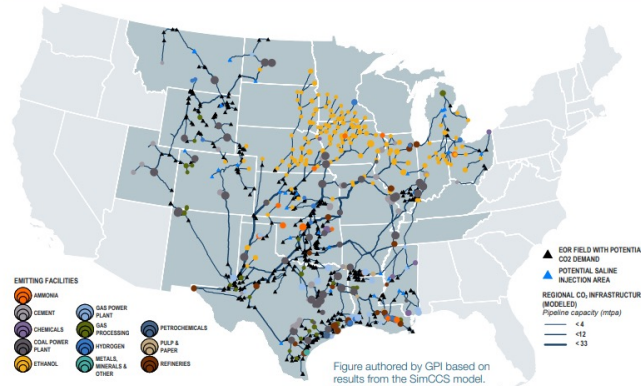 EOR FIELD WITH POTENTIA
CO2 DEMAND
POTENTIAL SALINE
INJECTION AREA
REGIONAL CO₂ INFRASTRUCTUR
(MODELED)
Pipeline capacity (mtpa)
< 4
<12
< 33
EMITTING FACILITIES
AMMONIA
CEMENT
CHEMICALS
COAL POWER
PLANT
ETHANOL
GAS POWER
PLANT
GAS
PROCESSING
HYDROGEN
METALS,
MINERALS &
OTHER
PETROCHEMICALS
PULP &
PAPER
REFINERIES
Figure authored by GPI based on
results from the SimCCS model.